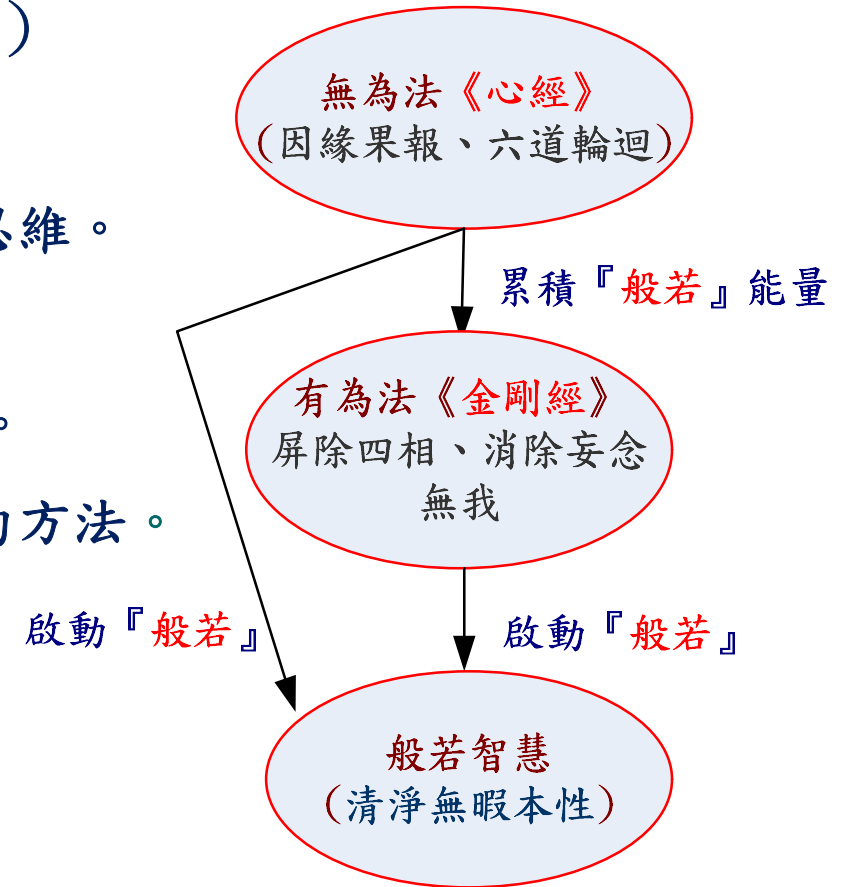 ）
無為法《心經》
（因緣果報、六道輪迴）
維。
累積『般若』能量
有為法《金剛經》
屏除四相、消除妄念
無我
。
的方法。
啟動『般若』
啟動『般若』
般若智慧
（清淨無暇本性）